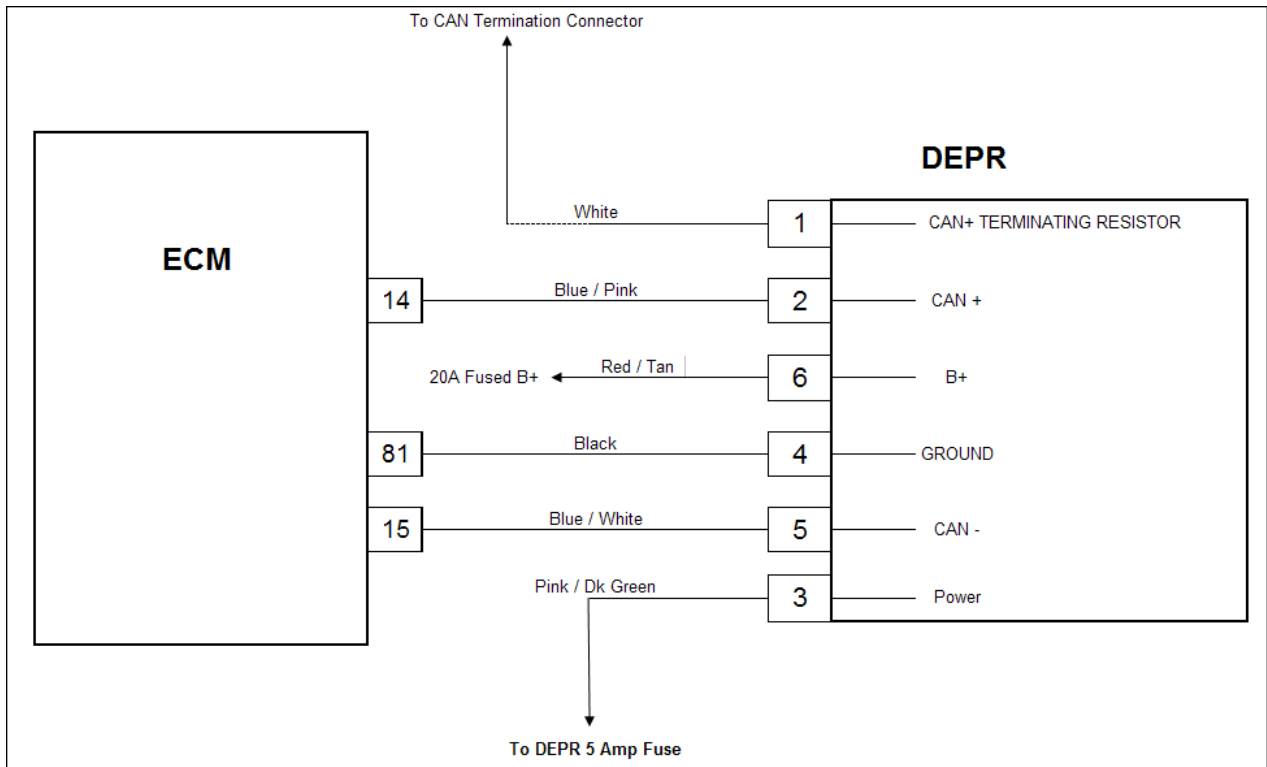 To CAN Termination Connector
DEPR
White
1
CAN+ TERMINATING RESISTOR
ECM
14
Blue / Pink
2
CAN +
20A Fused B+
Red / Tan
6
B+
81
Black
4
GROUND
15
Blue / White
5
CAN -
Pink / Dk Green
3
Power
To DEPR 5 Amp Fuse